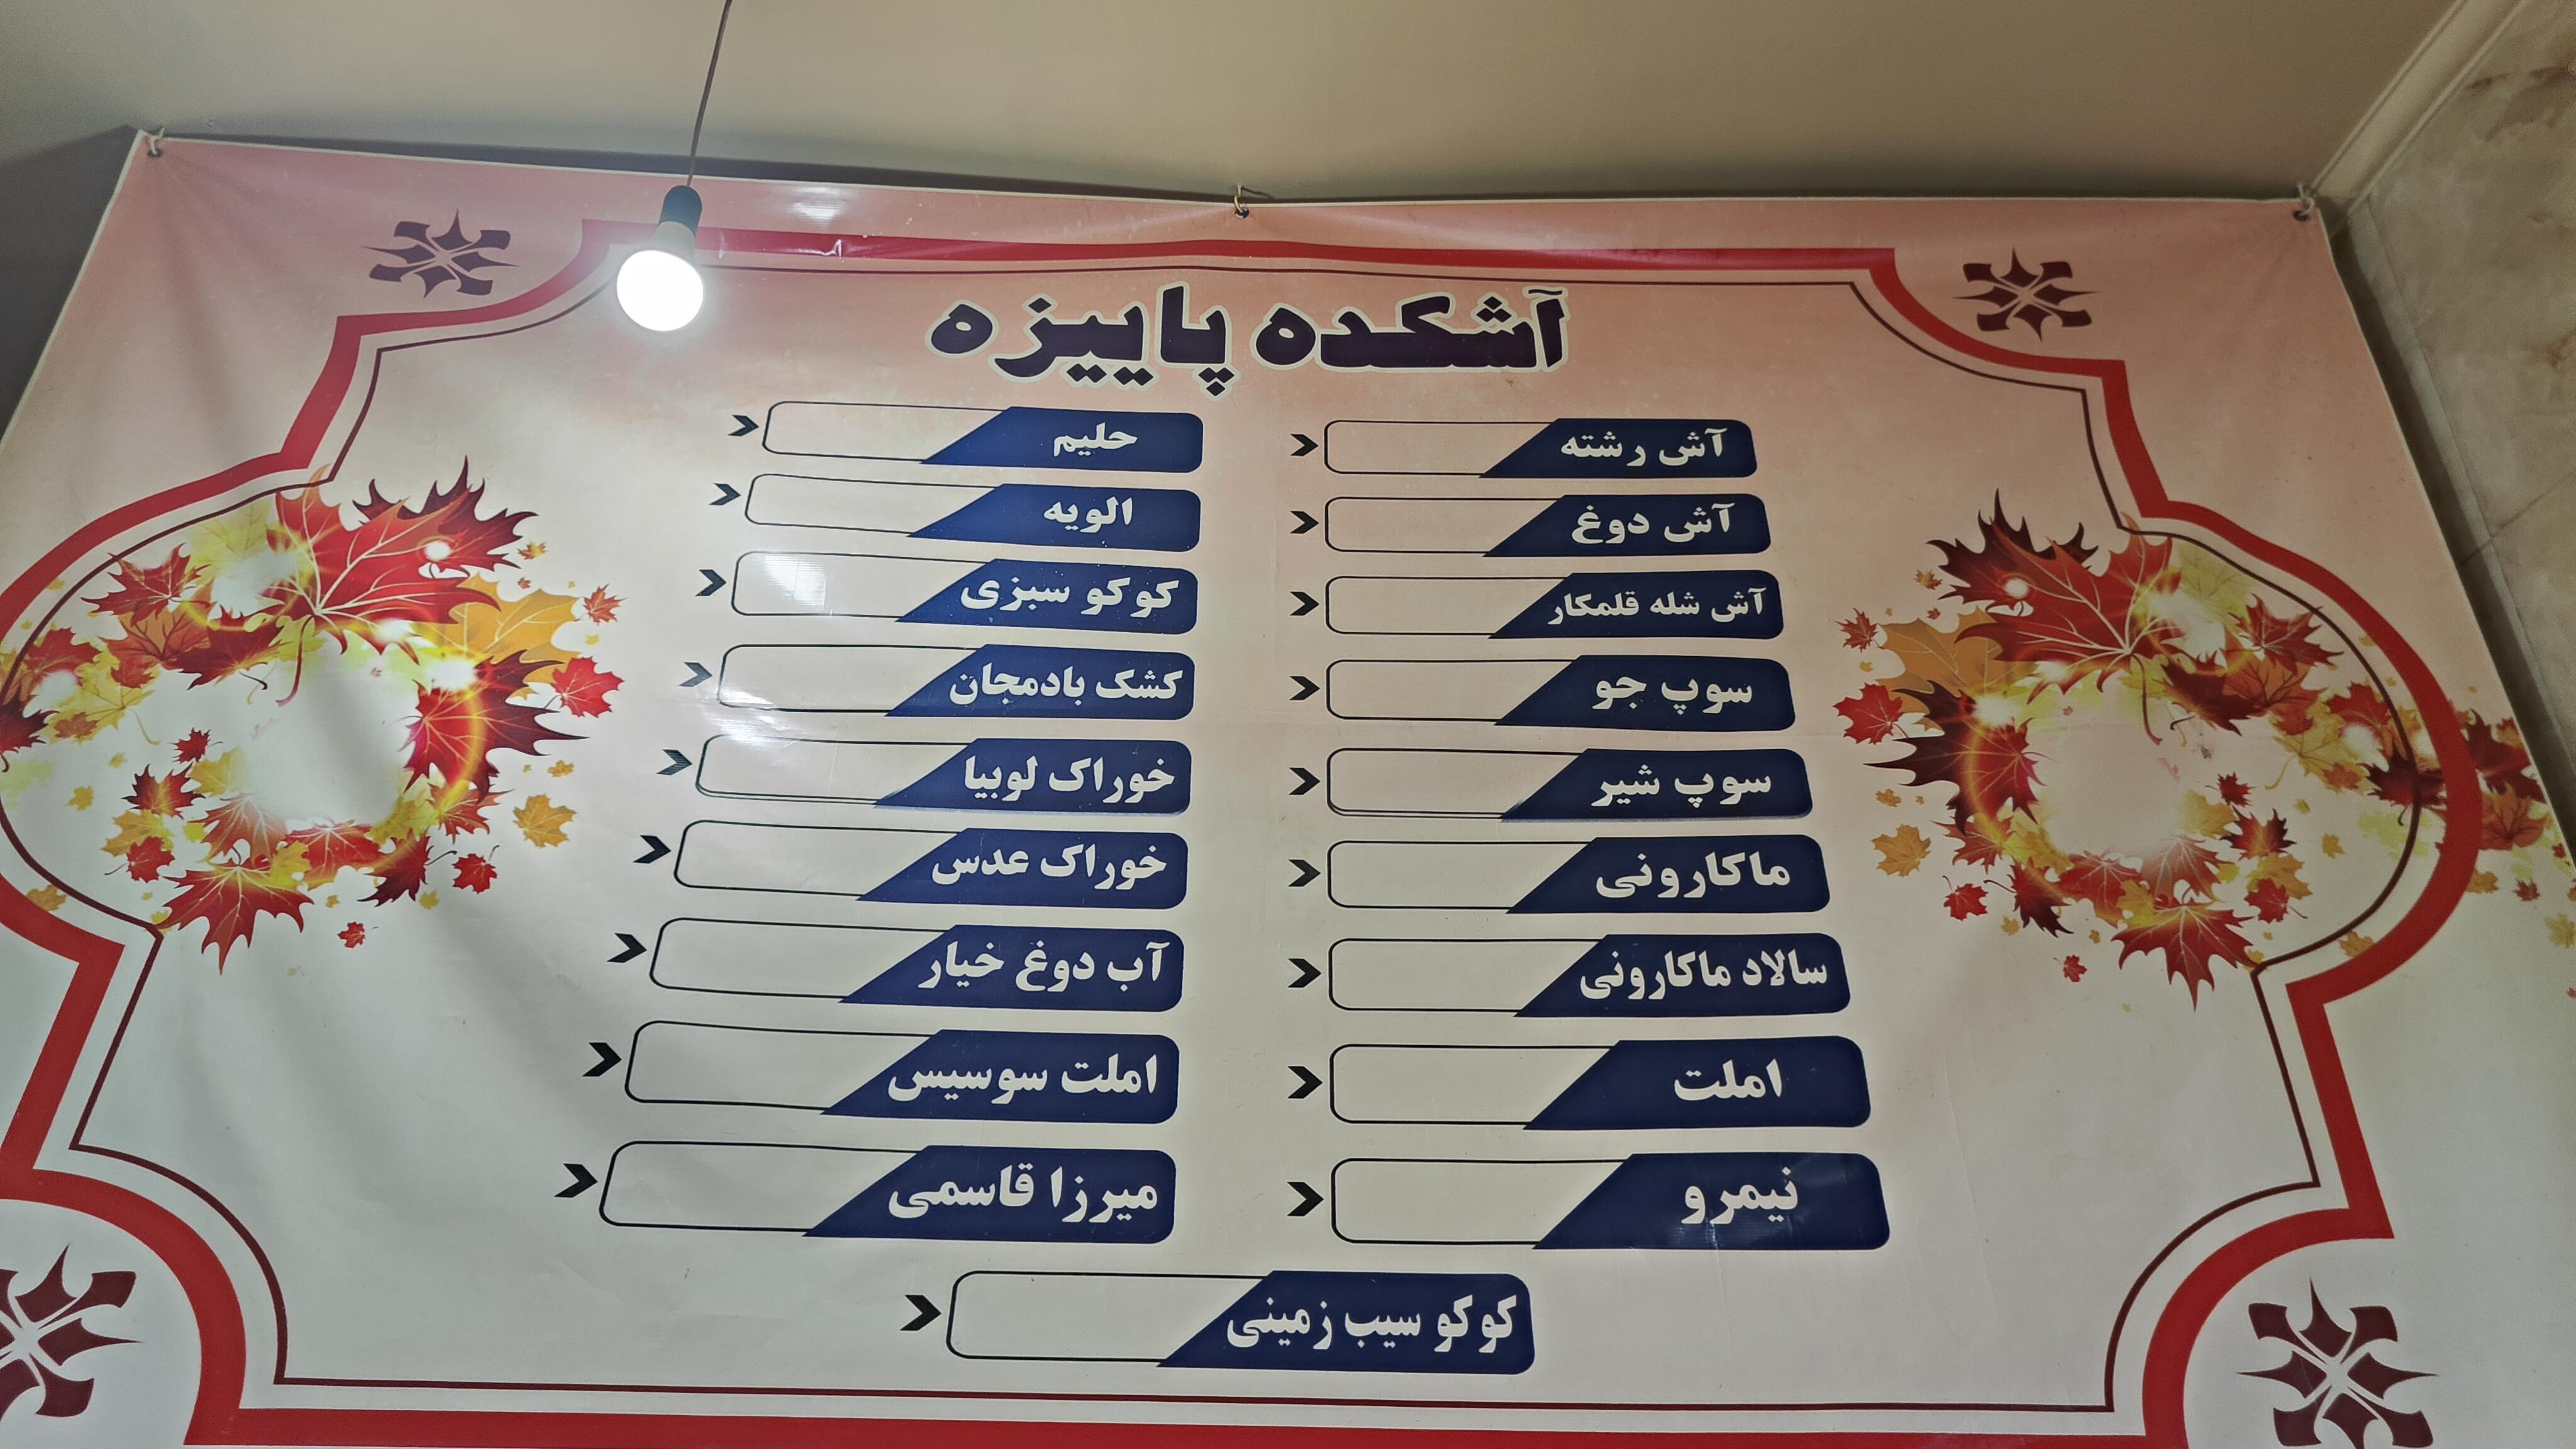 آشکده پاییزه
آش رشته
آش دوغ
آش شله قلمکار
سوپ جو
سوپ شیر
ماکارونی
سالاد ماکارونی
املت
نیمرو
حلیم
الویه
کوکو سبزی
کشک بادمجان
خوراک لوبیا
خوراک عدس
آب دوغ خیار
املت سوسیس
میرزا قاسمی
کوکو سیب زمینی